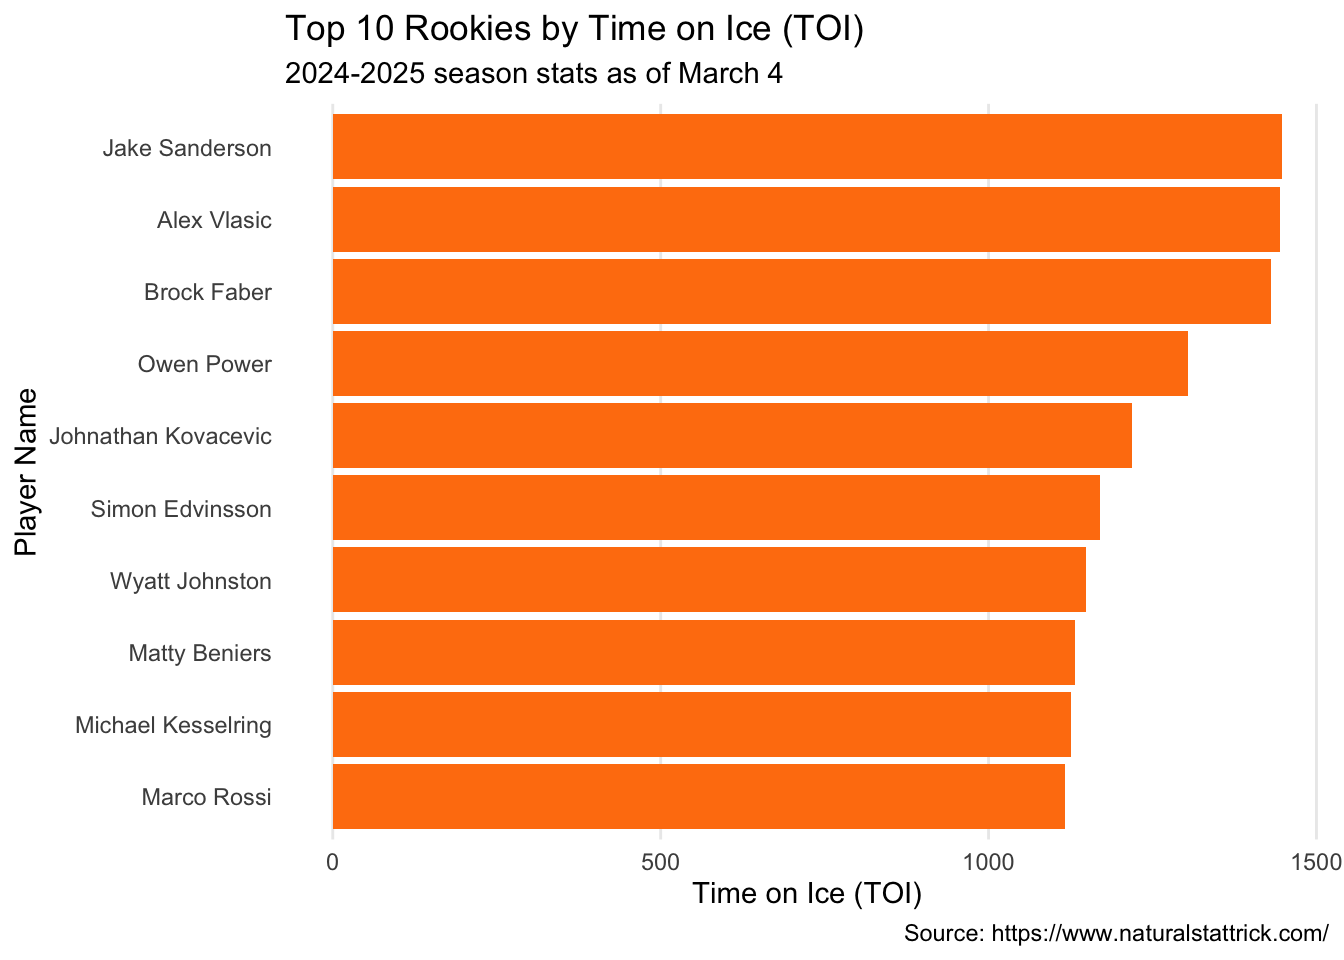 Top 10 Rookies by Time on Ice (TOI)
2024-2025 season stats as of March 4
Player Name
Jake Sanderson
Alex Vlasic
Brock Faber
Owen Power
Johnathan Kovacevic
Simon Edvinsson
Wyatt Johnston
Matty Beniers
Michael Kesselring
Marco Rossi
0 500 1000 1500
Time on Ice (TOI)
Source: https://www.naturalstattrick.com/